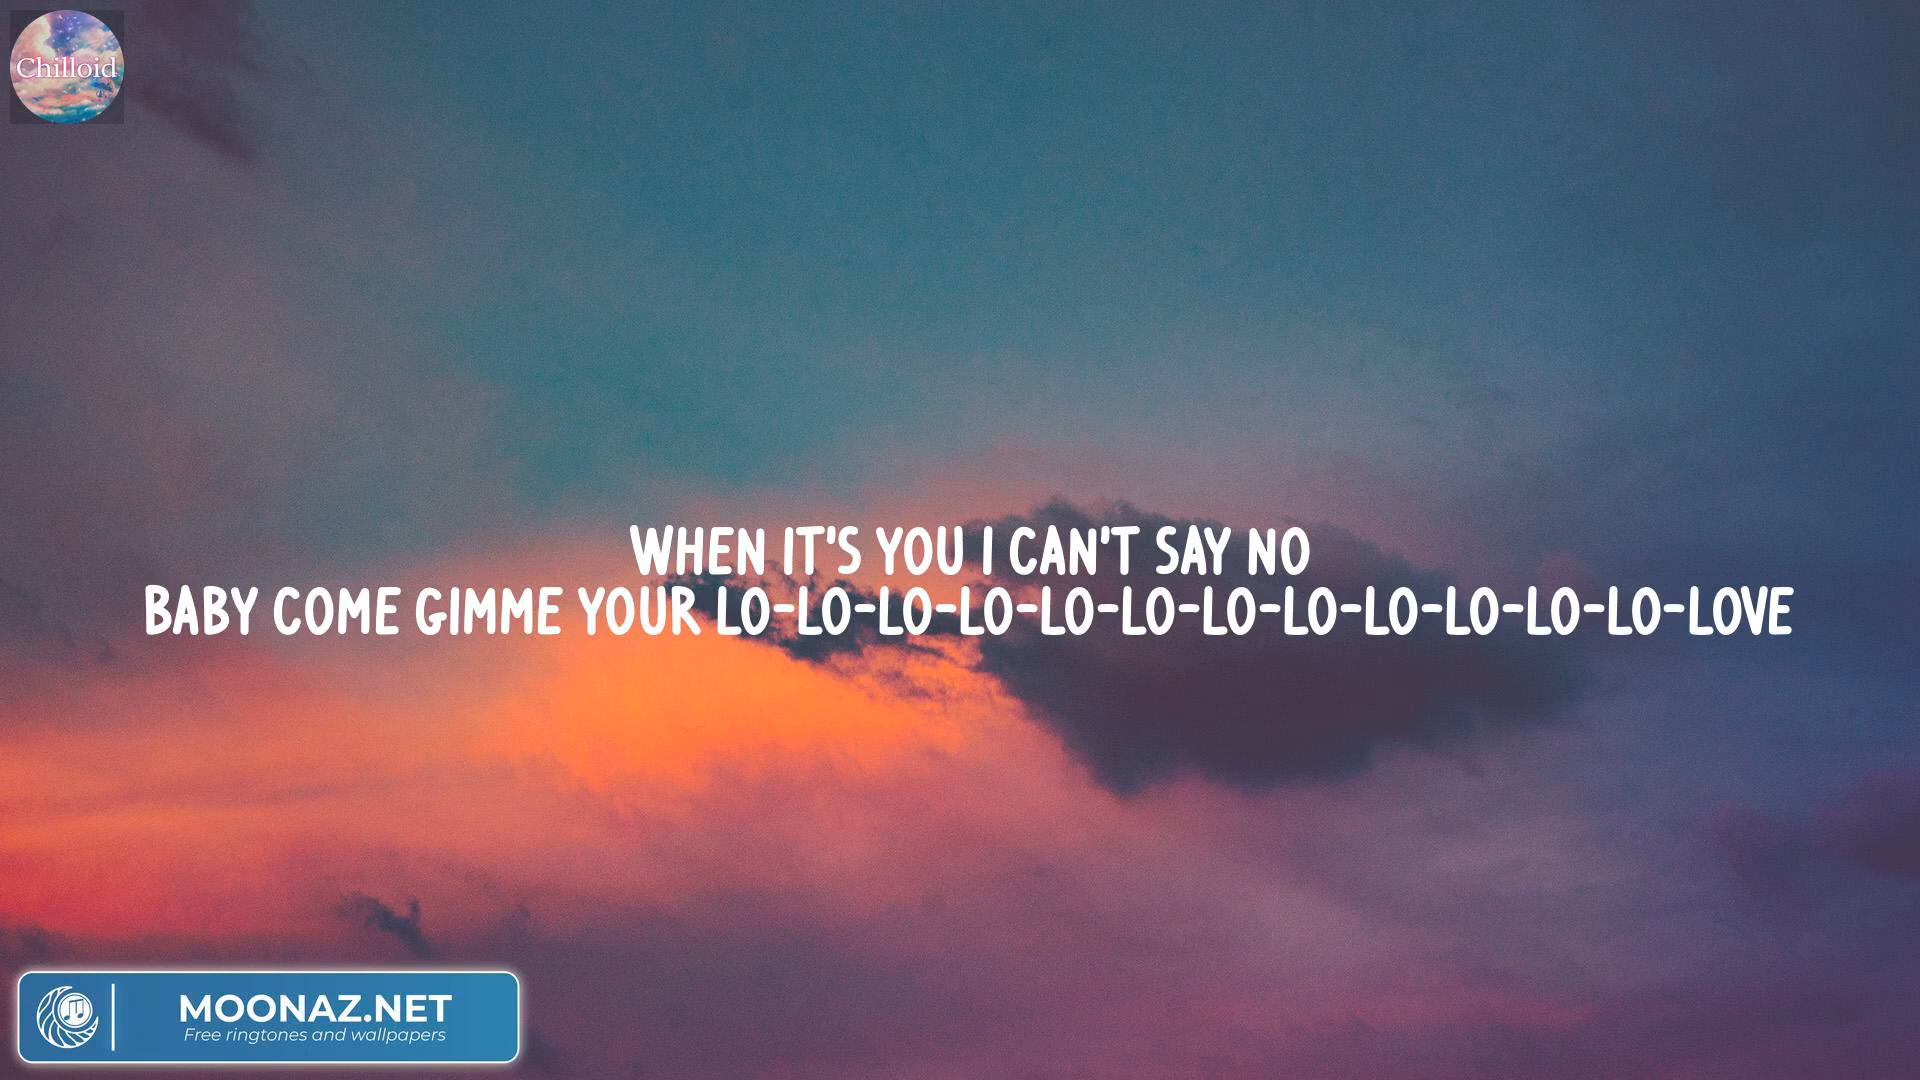 Chilloid
WHEN IT'S YOU I CAN'T SAY NO
BABY COME GIMME YOUR LO-LO-LO-LO-LO-LO-LO-LO-LO-LO-LO-LO-LOVE
MOONAZ.NET
Free ringtones and wallpapers